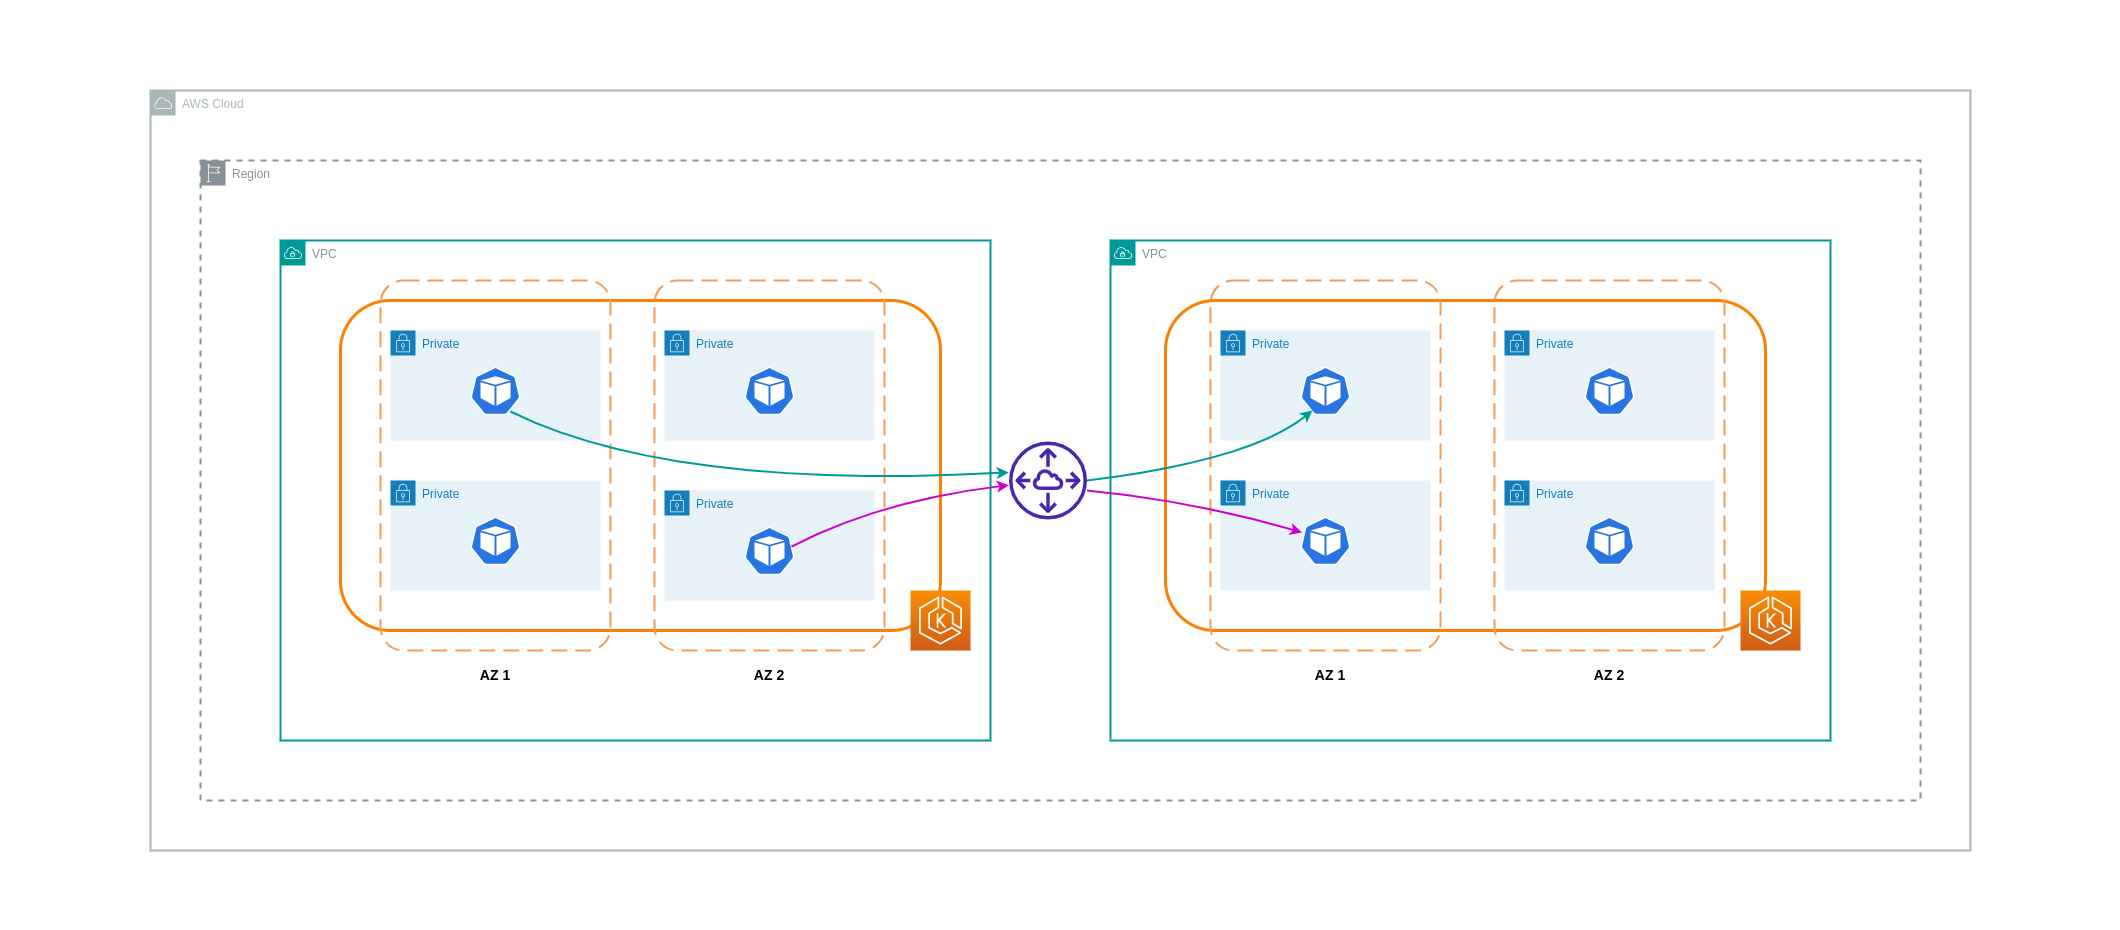 AWS Cloud
Region
VPC
Private
Private
Private
Private
K
AZ 1
AZ 2
VPC
Private
Private
Private
Private
K
AZ 1
AZ 2